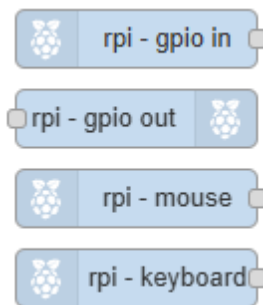 rpi - gpio in
rpi - gpio out
rpi - mouse
rpi - keyboard